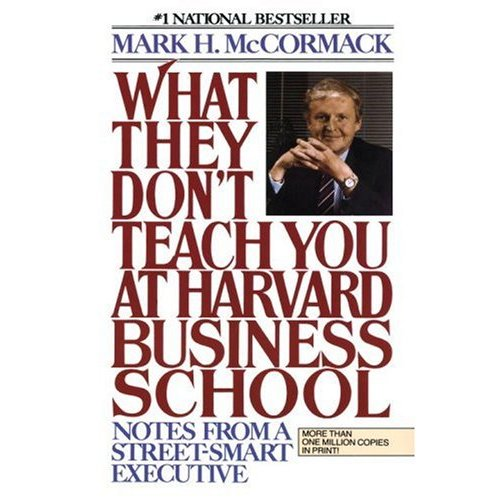 #1 NATIONAL BESTSELLER
MARK H. McCORMACK
WHAT
THEY
DON'T
TEACH YOU
AT HARVARD
BUSINESS
SCHOOL
NOTES FROM A
STREET-SMART
EXECUTIVE
MORE THAN
ONE MILLION COPIES
IN PRINT!